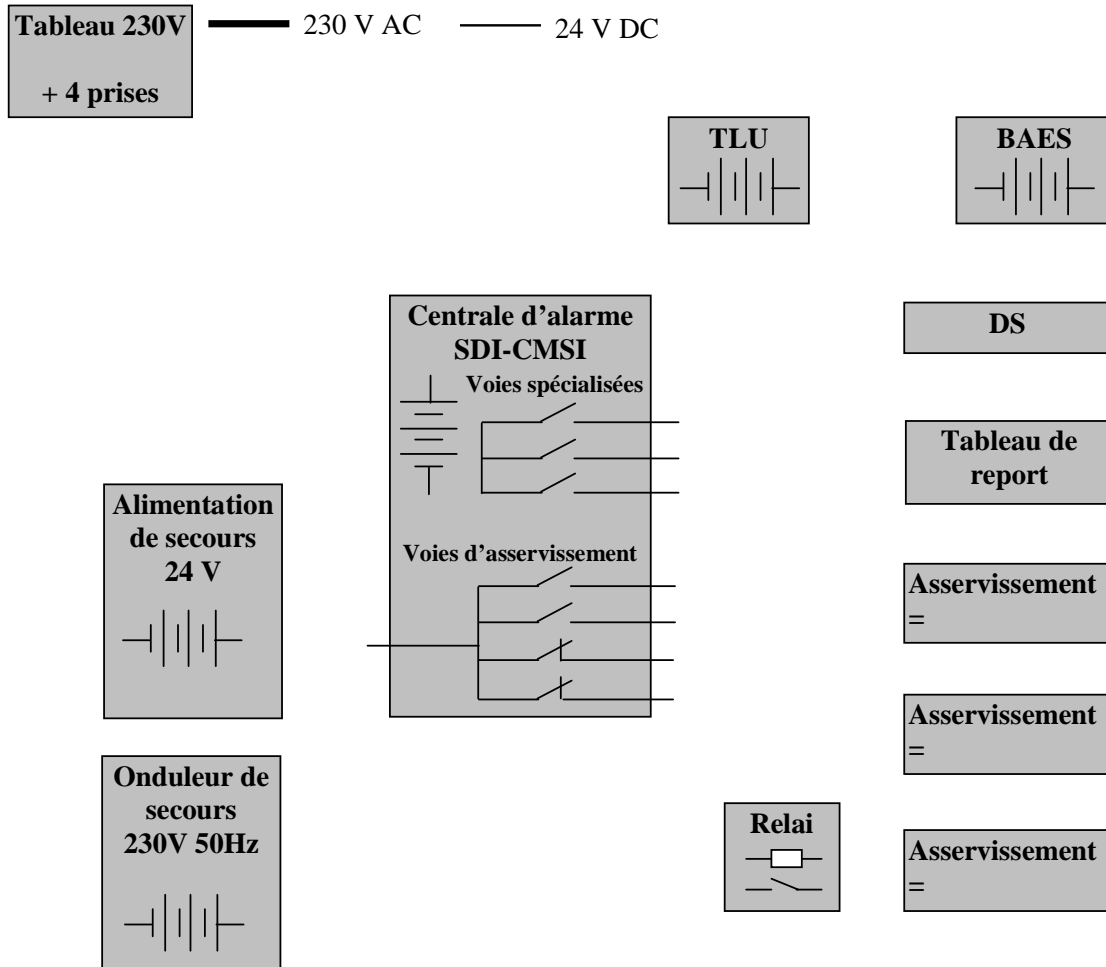 Tableau 230V
+ 4 prises
230 V AC
24 V DC
TLU
BAES
Centrale d'alarme
SDI-CMSI
Voies spécialisées
Voies d'asservissement
DS
Tableau de
report
Alimentation
de secours
24 V
Asservissement
=
Asservissement
=
Onduleur de
secours
230V 50Hz
Relai
Asservissement
=